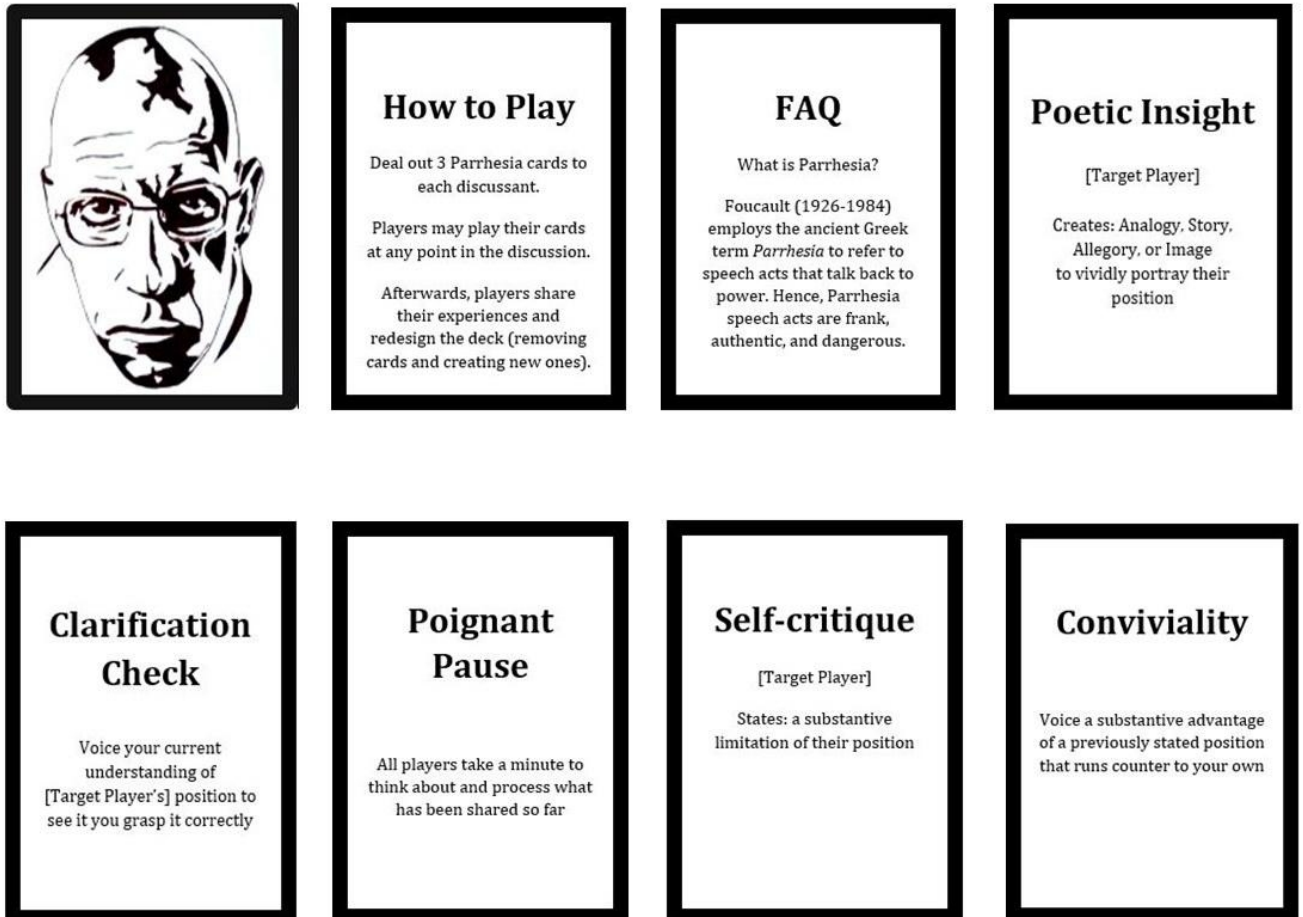 How to Play
Deal out 3 Parrhesia cards to
each discussant.
Players may play their cards
at any point in the discussion.
Afterwards, players share
their experiences and
redesign the deck (removing
cards and creating new ones).
FAQ
What is Parrhesia?
Foucault (1926-1984)
employs the ancient Greek
term Parrhesia to refer to
speech acts that talk back to
power. Hence, Parrhesia
speech acts are frank,
authentic, and dangerous.
Poetic Insight
[Target Player]
Creates: Analogy, Story,
Allegory, or Image
to vividly portray their
position
Clarification
Check
Voice your current
understanding of
[Target Player's] position to
see it you grasp it correctly
Poignant
Pause
All players take a minute to
think about and process what
has been shared so far
Self-critique
[Target Player]
States: a substantive
limitation of their position
Conviviality
Voice a substantive advantage
of a previously stated position
that runs counter to your own